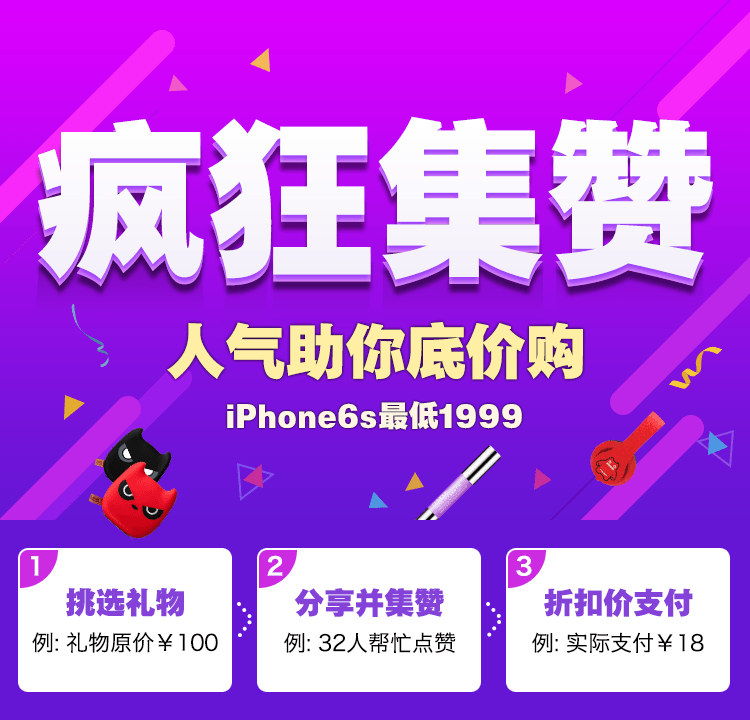 疯狂集赞
人气助你底价购
iPhone6s最低1999
1
挑选礼物
例: 礼物原价￥100
2
分享并集赞
例: 32人帮忙点赞
3
折扣价支付
例: 实际支付￥18